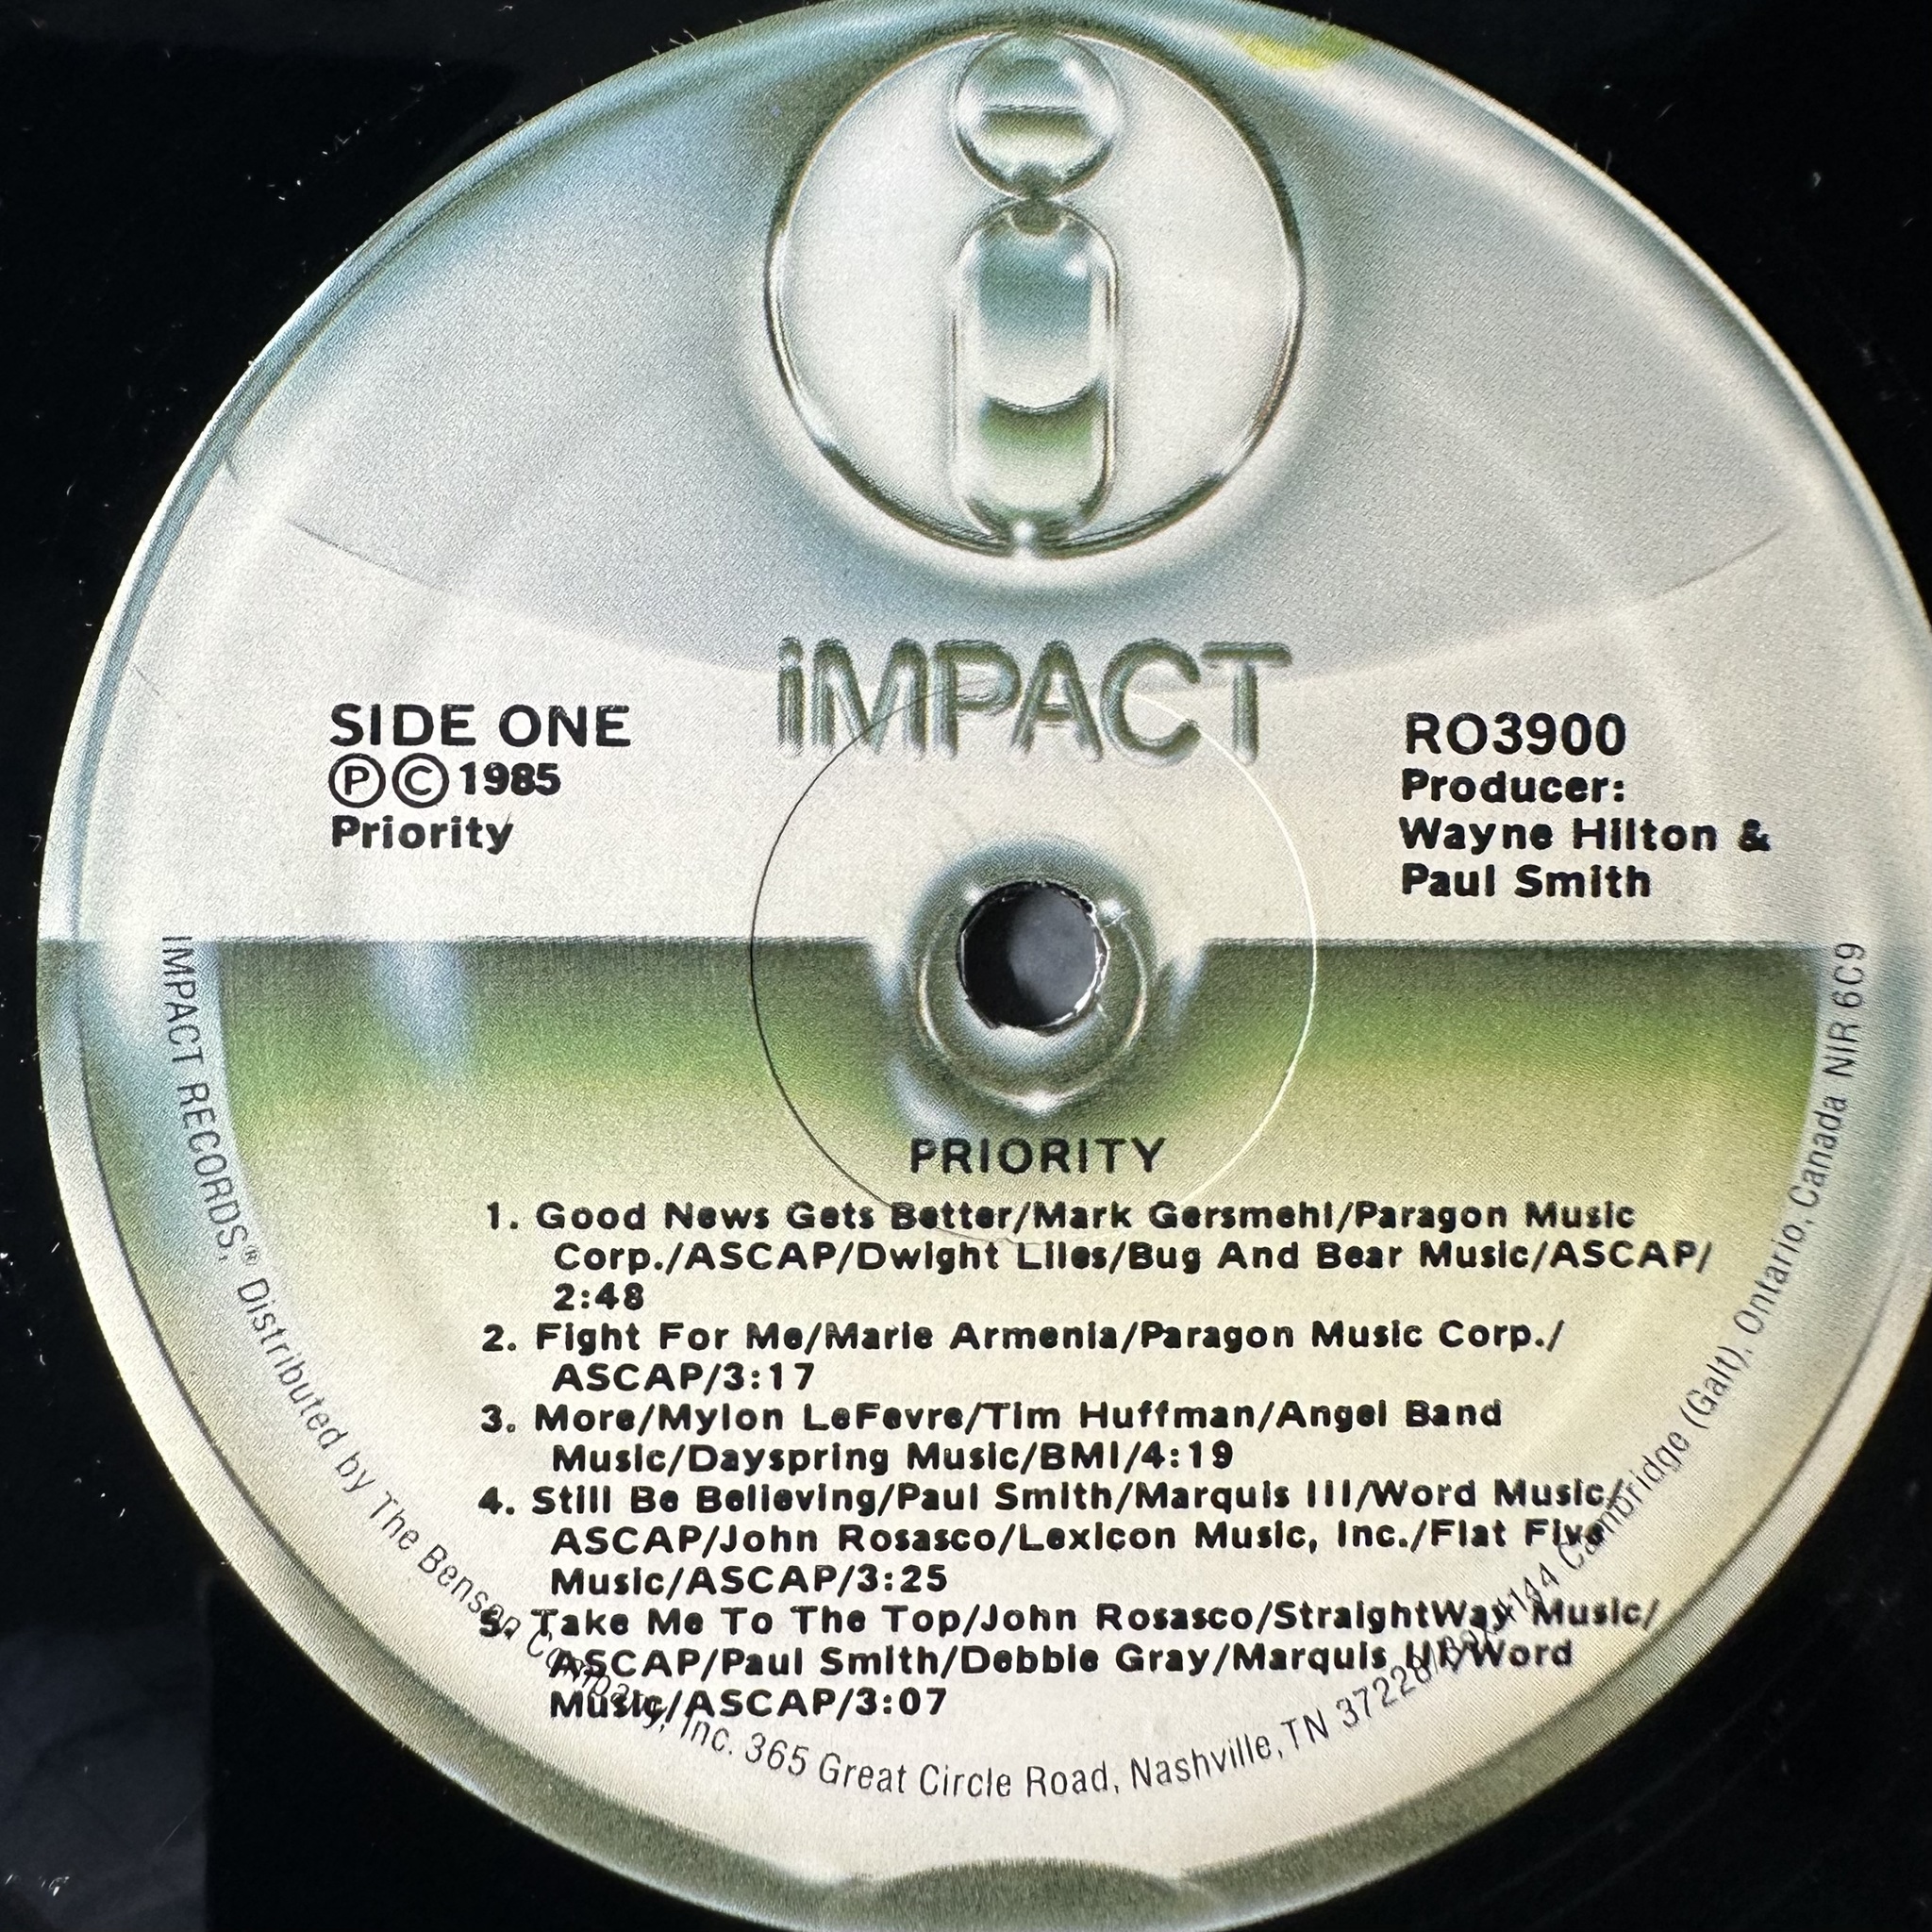 iMPACT
SIDE ONE
ⓅⒸ1985
Priority
RO3900
Producer:
Wayne Hilton &
Paul Smith
PRIORITY
1. Good News Gets Better/Mark Gersmehl/Paragon Music
Corp./ASCAP/Dwight Liles/Bug And Bear Music/ASCAP/
2:48
2. Fight For Me/Marie Armenia/Paragon Music Corp./
ASCAP/3:17
3. More/Mylon LeFevre/Tim Huffman/Angel Band
Music/Dayspring Music/BMI/4:19
4. Still Be Believing/Paul Smith/Marquis III/Word Music/
ASCAP/John Rosasco/Lexicon Music, Inc./Flat Five
Music/ASCAP/3:25
5. Take Me To The Top/John Rosasco/StraightWay Music/
ASCAP/Paul Smith/Debbie Gray/Marquis III/Word
Music/ASCAP/3:07
IMPACT RECORDS,® Distributed by The Benson Company, Inc. 365 Great Circle Road, Nashville, TN 37228/Box 4144 Cambridge (Galt), Ontario, Canada NIR 6C9